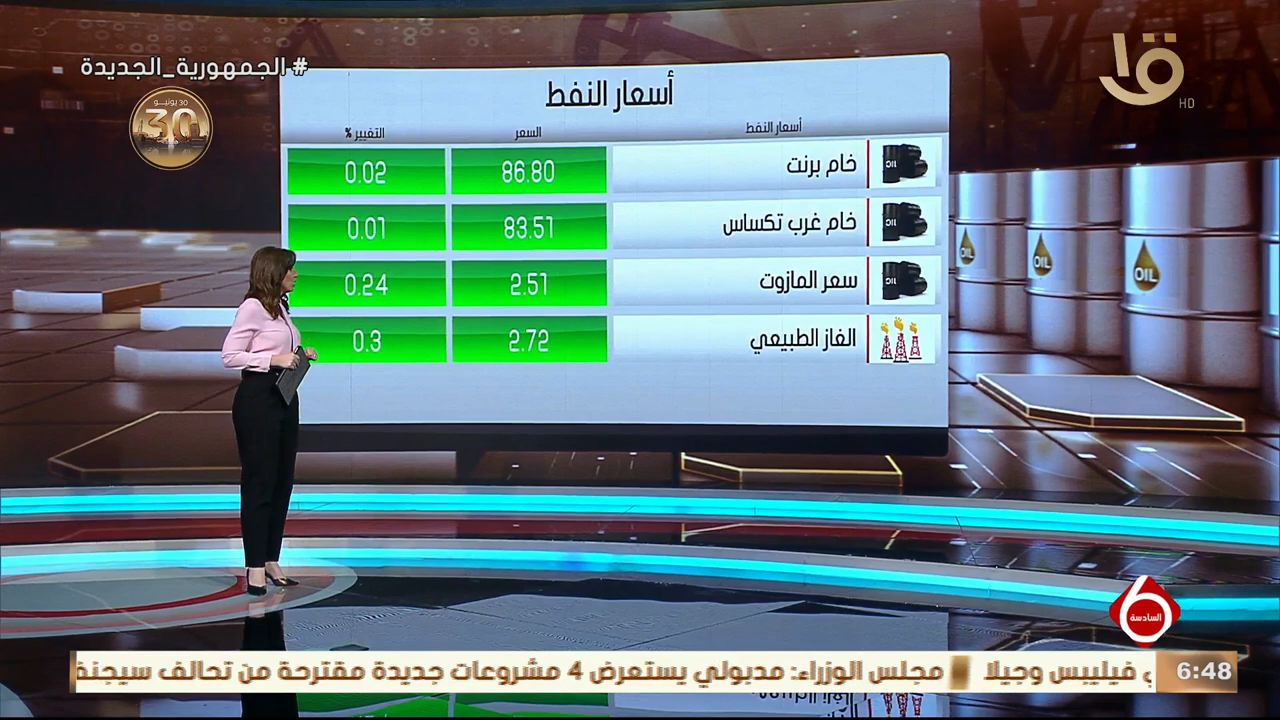 #الجمهورية_الجديدة
30 يونيو
30
HD
أسعار النفط
أسعار النفط السعر التغيير %
خام برنت 86.80 0.02
خام غرب تكساس 83.51 0.01
سعر المازوت 2.51 0.24
الغاز الطبيعي 2.72 0.3
OIL
OIL
OIL
6
السادسة
6:48
ي فيليبس وجيلا مجلس الوزراء: مدبولي يستعرض 4 مشروعات جديدة مقترحة من تحالف سيجنف